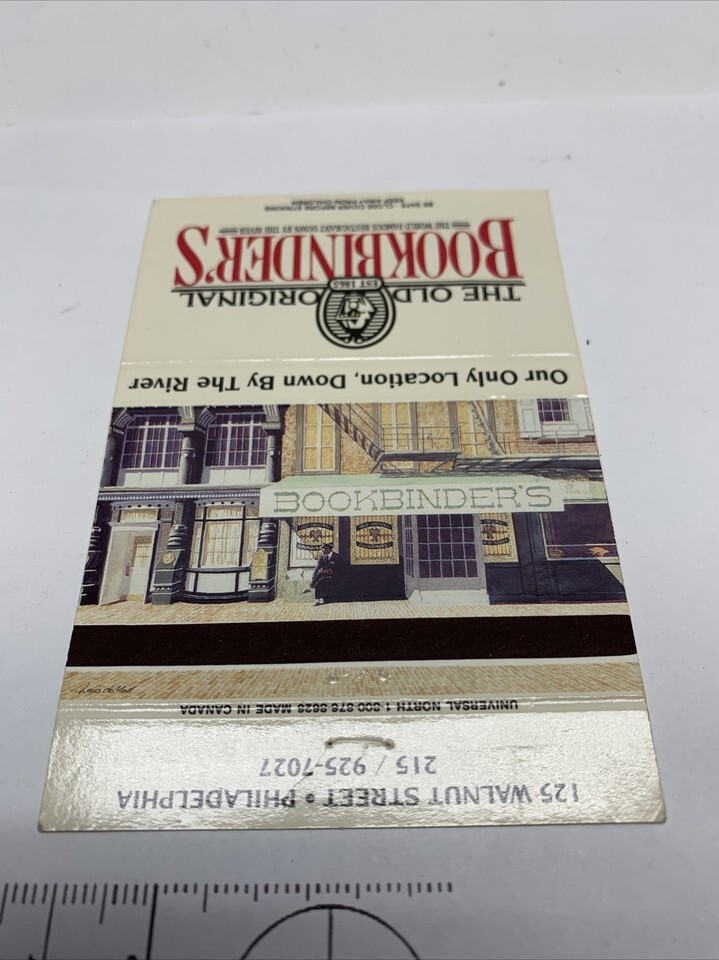 THE OLD ORIGINAL
EST 1865
BOOKBINDER'S
THE WORLD FAMOUS RESTAURANT DOWN BY THE RIVER
BE SAFE - CLOSE COVER BEFORE STRIKING
KEEP AWAY FROM CHILDREN
Our Only Location, Down By The River
BOOKBINDER'S
UNIVERSAL NORTH 1 800 876 8628 MADE IN CANADA
125 WALNUT STREET • PHILADELPHIA
215 / 925-7027